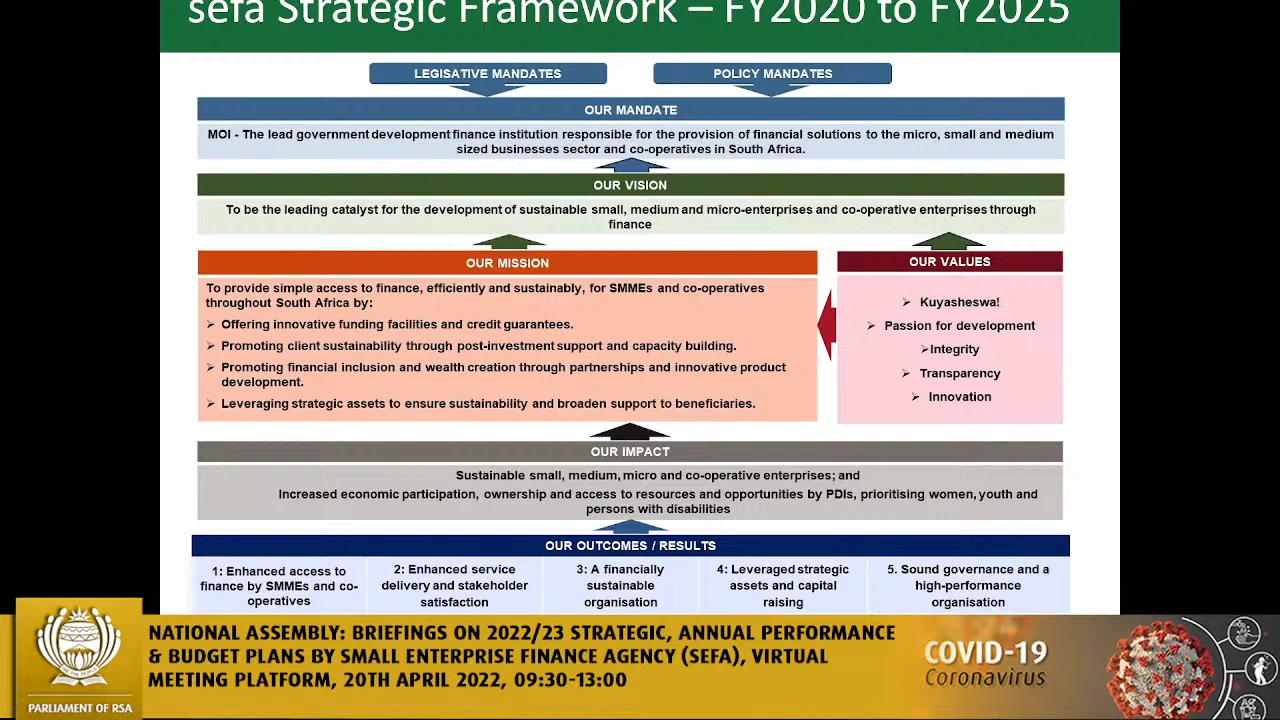 sefa Strategic Framework – FY2020 to FY2025
LEGISATIVE MANDATES
POLICY MANDATES
OUR MANDATE
MOI - The lead government development finance institution responsible for the provision of financial solutions to the micro, small and medium
sized businesses sector and co-operatives in South Africa.
OUR VISION
To be the leading catalyst for the development of sustainable small, medium and micro-enterprises and co-operative enterprises through
finance
OUR MISSION
To provide simple access to finance, efficiently and sustainably, for SMMEs and co-operatives
throughout South Africa by:
➢ Offering innovative funding facilities and credit guarantees.
➢ Promoting client sustainability through post-investment support and capacity building.
➢ Promoting financial inclusion and wealth creation through partnerships and innovative product
development.
➢ Leveraging strategic assets to ensure sustainability and broaden support to beneficiaries.
OUR VALUES
➢ Kuyasheswa!
➢ Passion for development
➢Integrity
➢ Transparency
➢ Innovation
OUR IMPACT
Sustainable small, medium, micro and co-operative enterprises; and
Increased economic participation, ownership and access to resources and opportunities by PDIs, prioritising women, youth and
persons with disabilities
OUR OUTCOMES / RESULTS
1: Enhanced access to
finance by SMMEs and co-
operatives
2: Enhanced service
delivery and stakeholder
satisfaction
3: A financially
sustainable
organisation
4: Leveraged strategic
assets and capital
raising
5. Sound governance and a
high-performance
organisation
PARLIAMENT OF RSA
NATIONAL ASSEMBLY: BRIEFINGS ON 2022/23 STRATEGIC, ANNUAL PERFORMANCE
& BUDGET PLANS BY SMALL ENTERPRISE FINANCE AGENCY (SEFA), VIRTUAL
MEETING PLATFORM, 20TH APRIL 2022, 09:30-13:00
COVID-19
Coronavirus